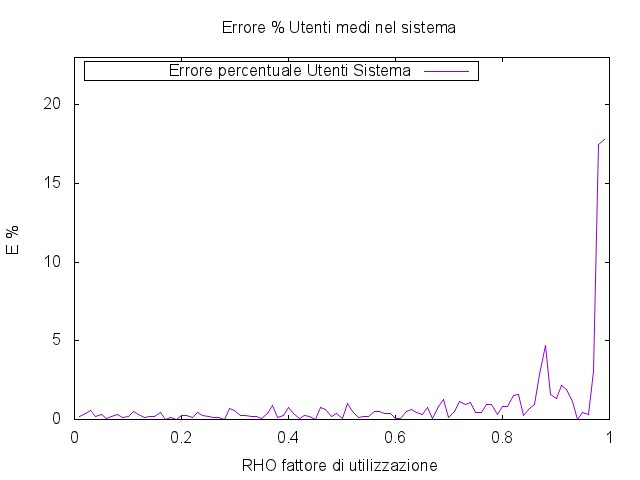 Errore % Utenti medi nel sistema
Errore percentuale Utenti Sistema
20
15
10
5
0
E %
0 0.2 0.4 0.6 0.8 1
RHO fattore di utilizzazione